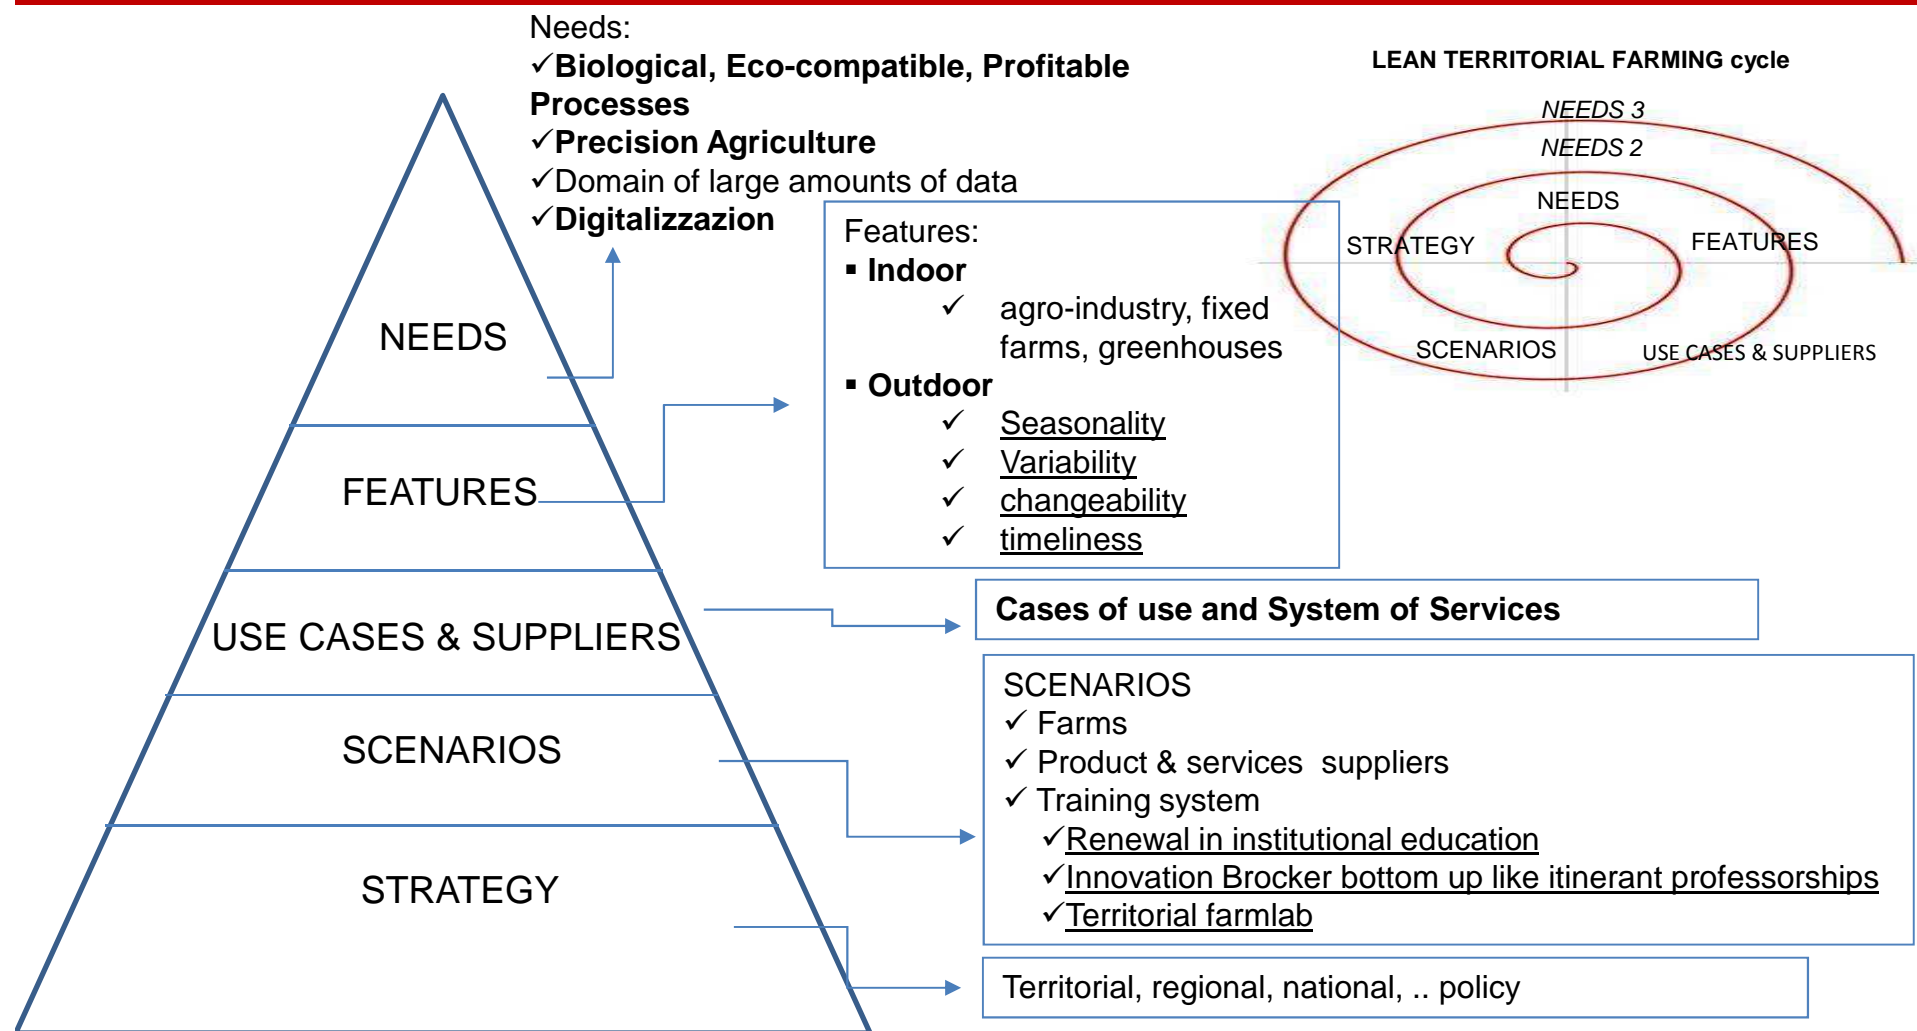 Needs:
✓Biological, Eco-compatible, Profitable
Processes
✓Precision Agriculture
✓Domain of large amounts of data
✓Digitalizzazion
LEAN TERRITORIAL FARMING cycle
NEEDS 3
NEEDS 2
NEEDS
STRATEGY
FEATURES
SCENARIOS
USE CASES & SUPPLIERS
NEEDS
FEATURES
USE CASES & SUPPLIERS
SCENARIOS
STRATEGY
Features:
▪ Indoor
✓ agro-industry, fixed
farms, greenhouses
▪ Outdoor
✓ Seasonality
✓ Variability
✓ changeability
✓ timeliness
Cases of use and System of Services
SCENARIOS
✓ Farms
✓ Product & services suppliers
✓ Training system
✓Renewal in institutional education
✓Innovation Brocker bottom up like itinerant professorships
✓Territorial farmlab
Territorial, regional, national, .. policy